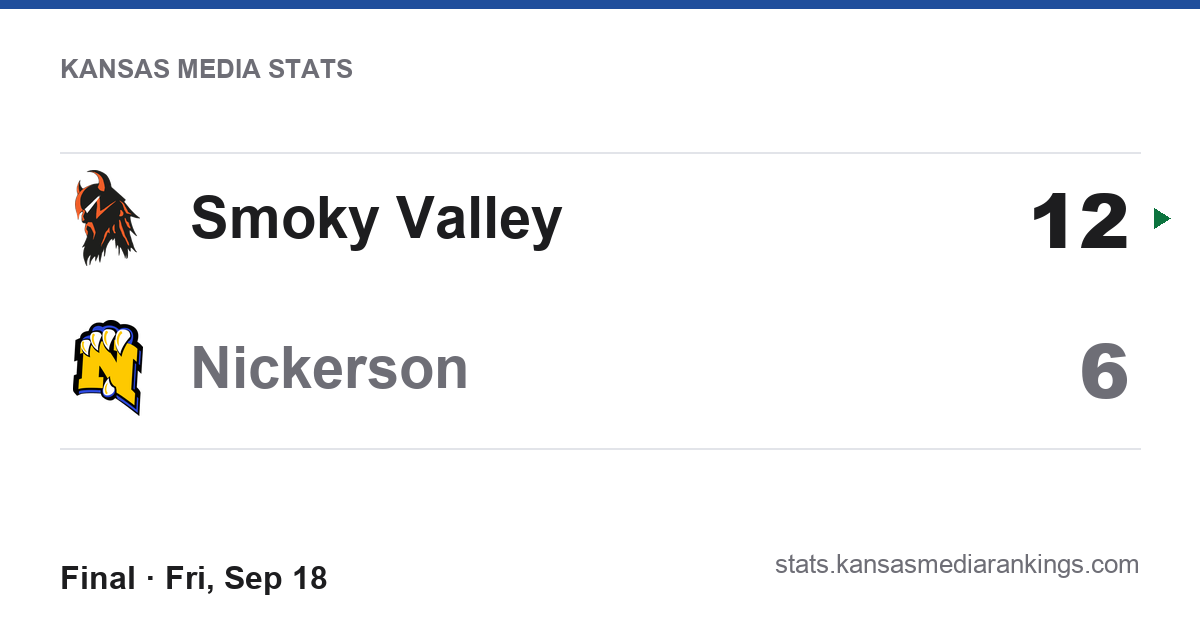 KANSAS MEDIA STATS
Smoky Valley 12
N Nickerson 6
Final · Fri, Sep 18
stats.kansasmediarankings.com